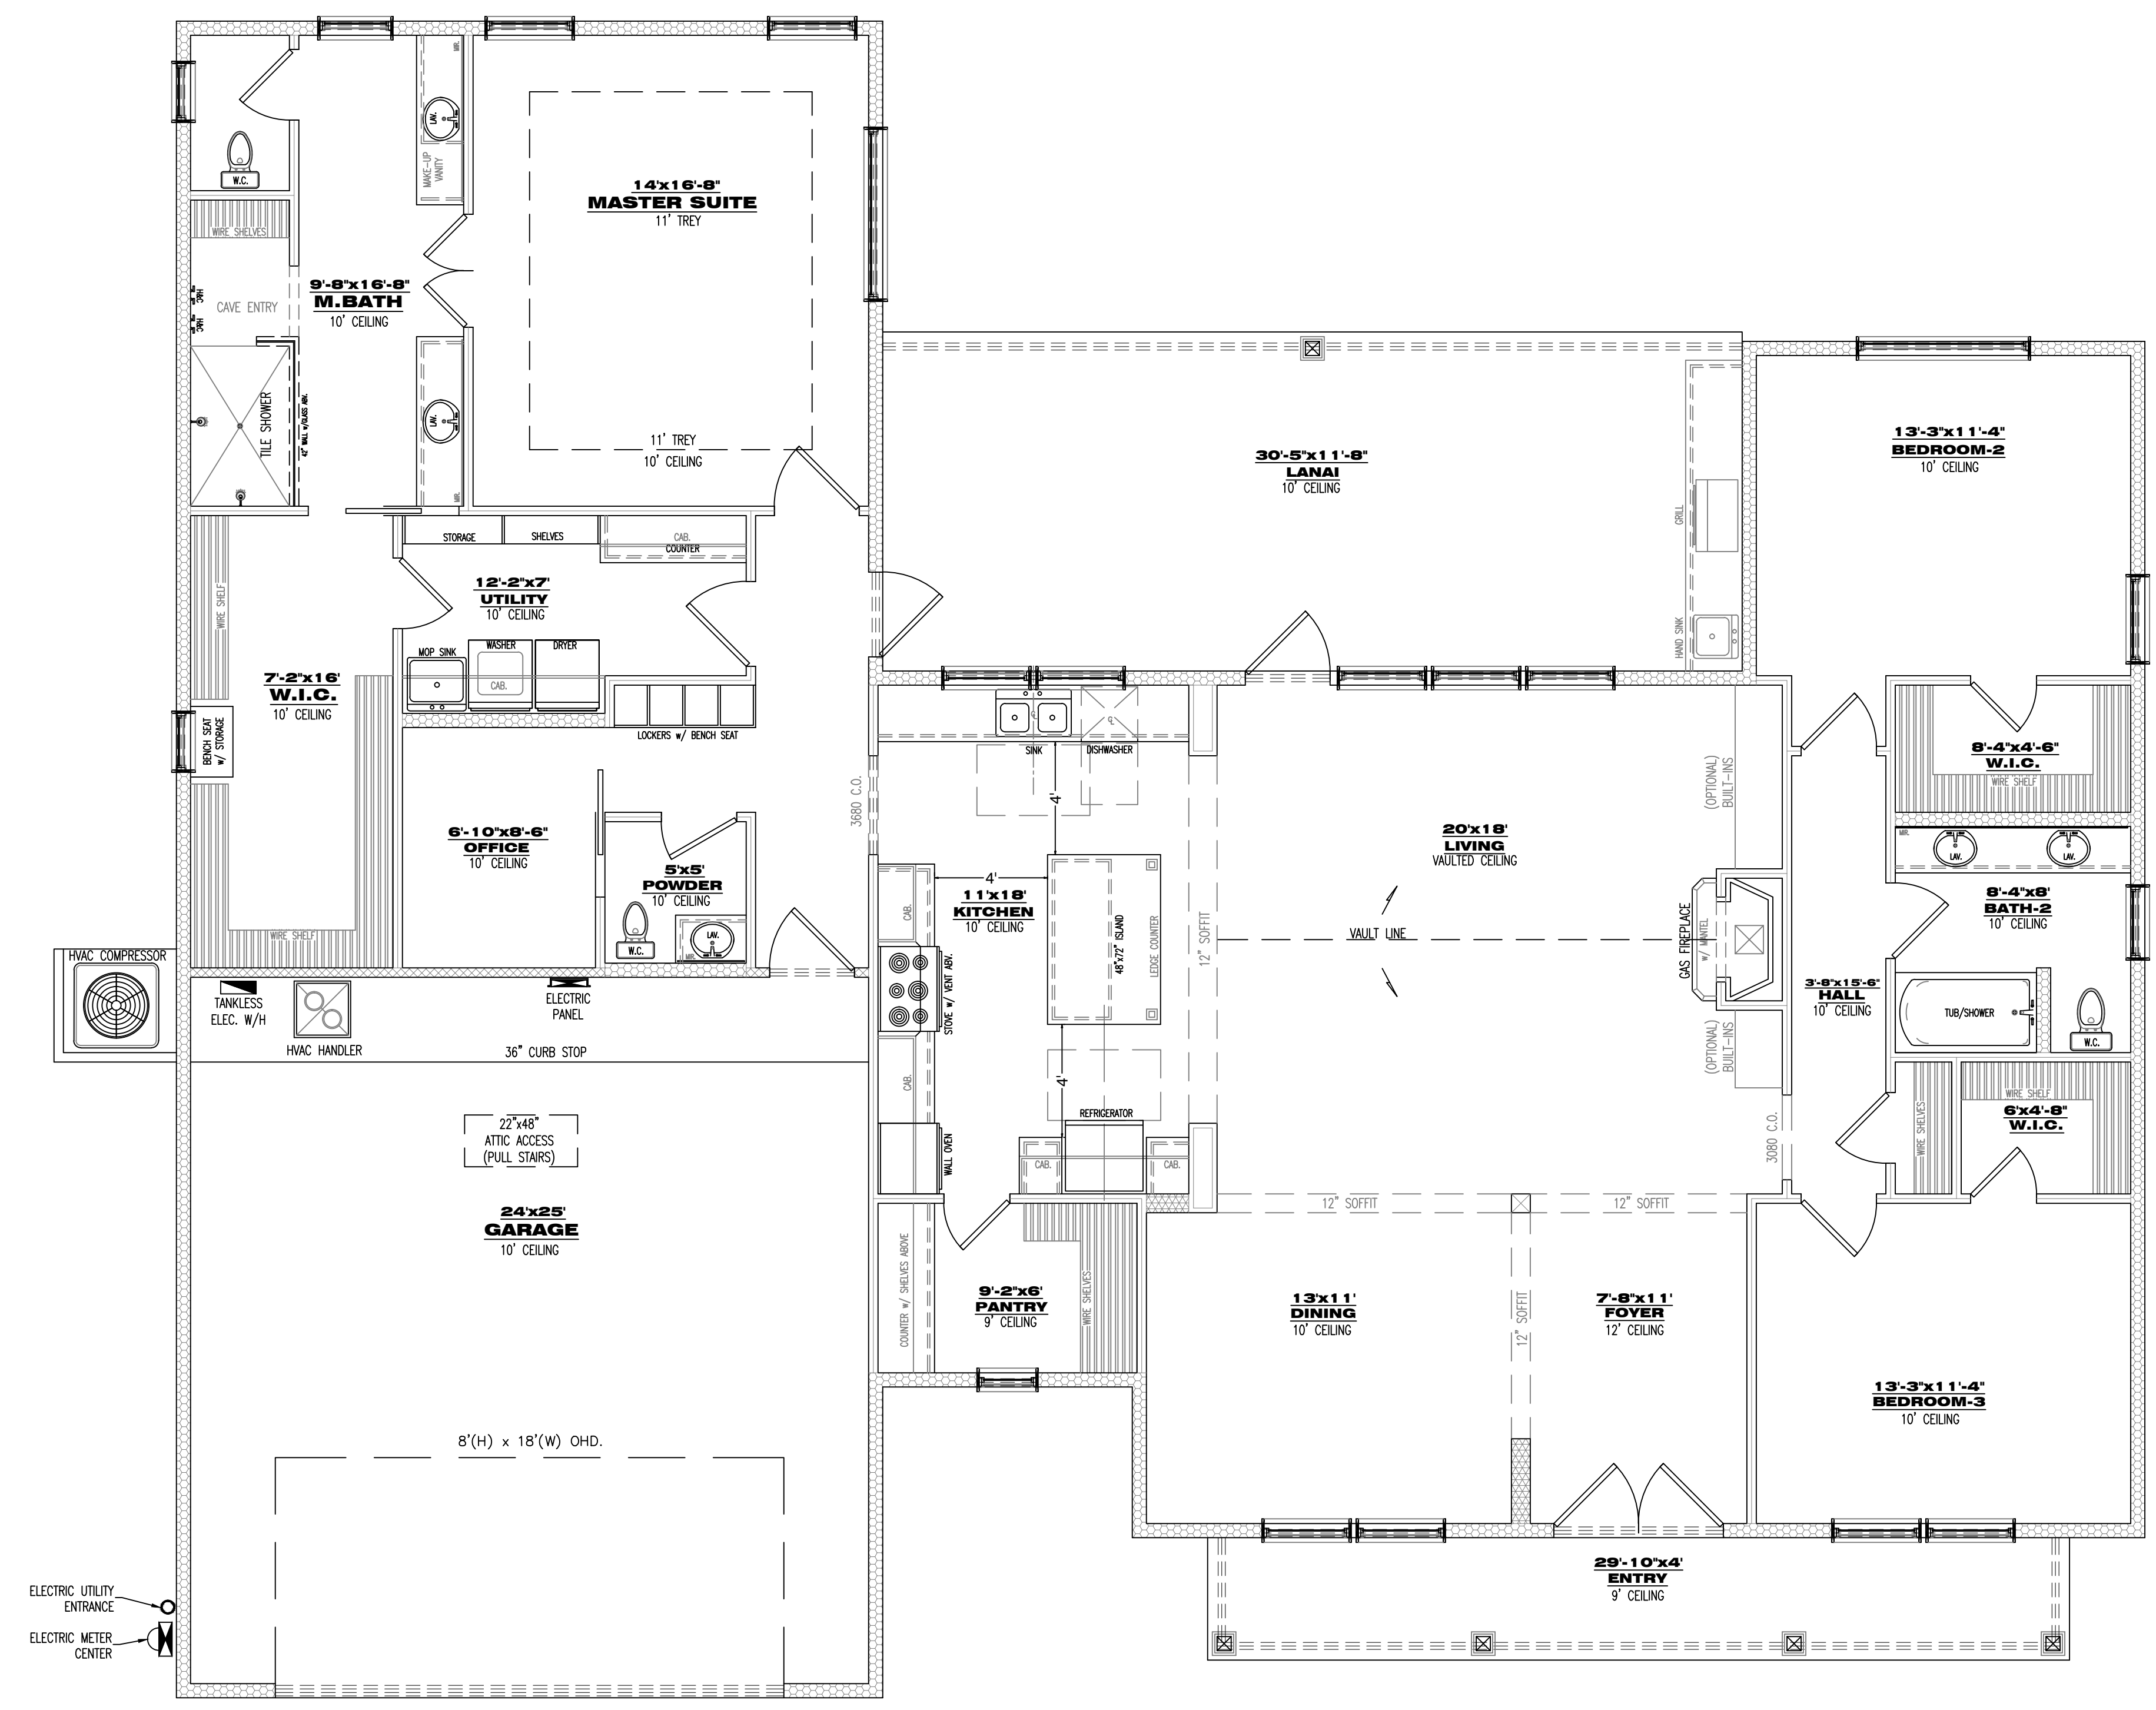 MIR.
LAV.
MAKE-UP
VANITY
W.C.
WIRE SHELVES
14'x16'-8"
MASTER SUITE
11' TREY
11' TREY
10' CEILING
9'-8"x16'-8"
M.BATH
10' CEILING
HAC
HAC
CAVE ENTRY
TILE SHOWER
42" WALL w/GLASS ABV.
LAV.
MIR.
30'-5"x11'-8"
LANAI
10' CEILING
GRILL
HAND SINK
13'-3"x11'-4"
BEDROOM-2
10' CEILING
STORAGE
SHELVES
CAB.
COUNTER
12'-2"x7'
UTILITY
10' CEILING
WIRE SHELF
MOP SINK
WASHER
DRYER
CAB.
7'-2"x16'
W.I.C.
10' CEILING
BENCH SEAT
w/ STORAGE
WIRE SHELF
LOCKERS w/ BENCH SEAT
6'-10"x8'-6"
OFFICE
10' CEILING
5'x5'
POWDER
10' CEILING
W.C.
LAV.
MIR.
3680 C.O.
SINK
DISHWASHER
4'
4'
11'x18'
KITCHEN
10' CEILING
CAB.
STOVE w/ VENT ABV.
48"x72" ISLAND
LEDGE COUNTER
CAB.
4'
WALL OVEN
REFRIGERATOR
CAB.
CAB.
12" SOFFIT
20'x18'
LIVING
VAULTED CEILING
VAULT LINE
(OPTIONAL)
BUILT-INS
GAS FIREPLACE
w/ MANTEL
(OPTIONAL)
BUILT-INS
3'-8"x15'-6"
HALL
10' CEILING
3080 C.O.
8'-4"x4'-6"
W.I.C.
WIRE SHELF
MIR.
LAV.
LAV.
8'-4"x8'
BATH-2
10' CEILING
TUB/SHOWER
W.C.
WIRE SHELVES
WIRE SHELF
6'x4'-8"
W.I.C.
HVAC COMPRESSOR
TANKLESS
ELEC. W/H
HVAC HANDLER
ELECTRIC
PANEL
36" CURB STOP
22"x48"
ATTIC ACCESS
(PULL STAIRS)
24'x25'
GARAGE
10' CEILING
8'(H) x 18'(W) OHD.
COUNTER w/ SHELVES ABOVE
9'-2"x6'
PANTRY
9' CEILING
WIRE SHELVES
12" SOFFIT
12" SOFFIT
13'x11'
DINING
10' CEILING
12" SOFFIT
7'-8"x11'
FOYER
12' CEILING
13'-3"x11'-4"
BEDROOM-3
10' CEILING
29'-10"x4'
ENTRY
9' CEILING
ELECTRIC UTILITY
ENTRANCE
ELECTRIC METER
CENTER